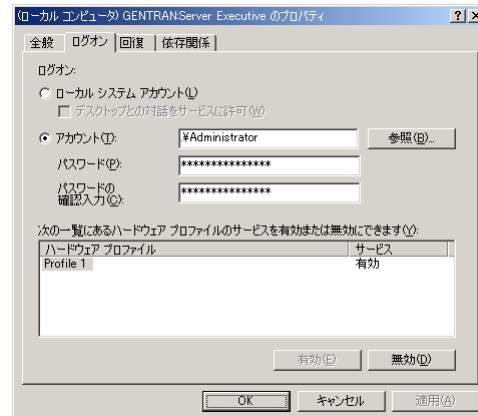 (ローカル コンピュータ) GENTRAN:Server Executive のプロパティ
全般 ログオン 回復 依存関係
ログオン:
ローカル システム アカウント(L)
デスクトップとの対話をサービスに許可(W)
アカウント(T): .¥Administrator 参照(B)...
パスワード(P): ***************
パスワードの
確認入力(C): ***************
次の一覧にあるハードウェア プロファイルのサービスを有効または無効にできます(Y):
ハードウェア プロファイル サービス
Profile 1 有効
有効(E) 無効(D)
OK キャンセル 適用(A)